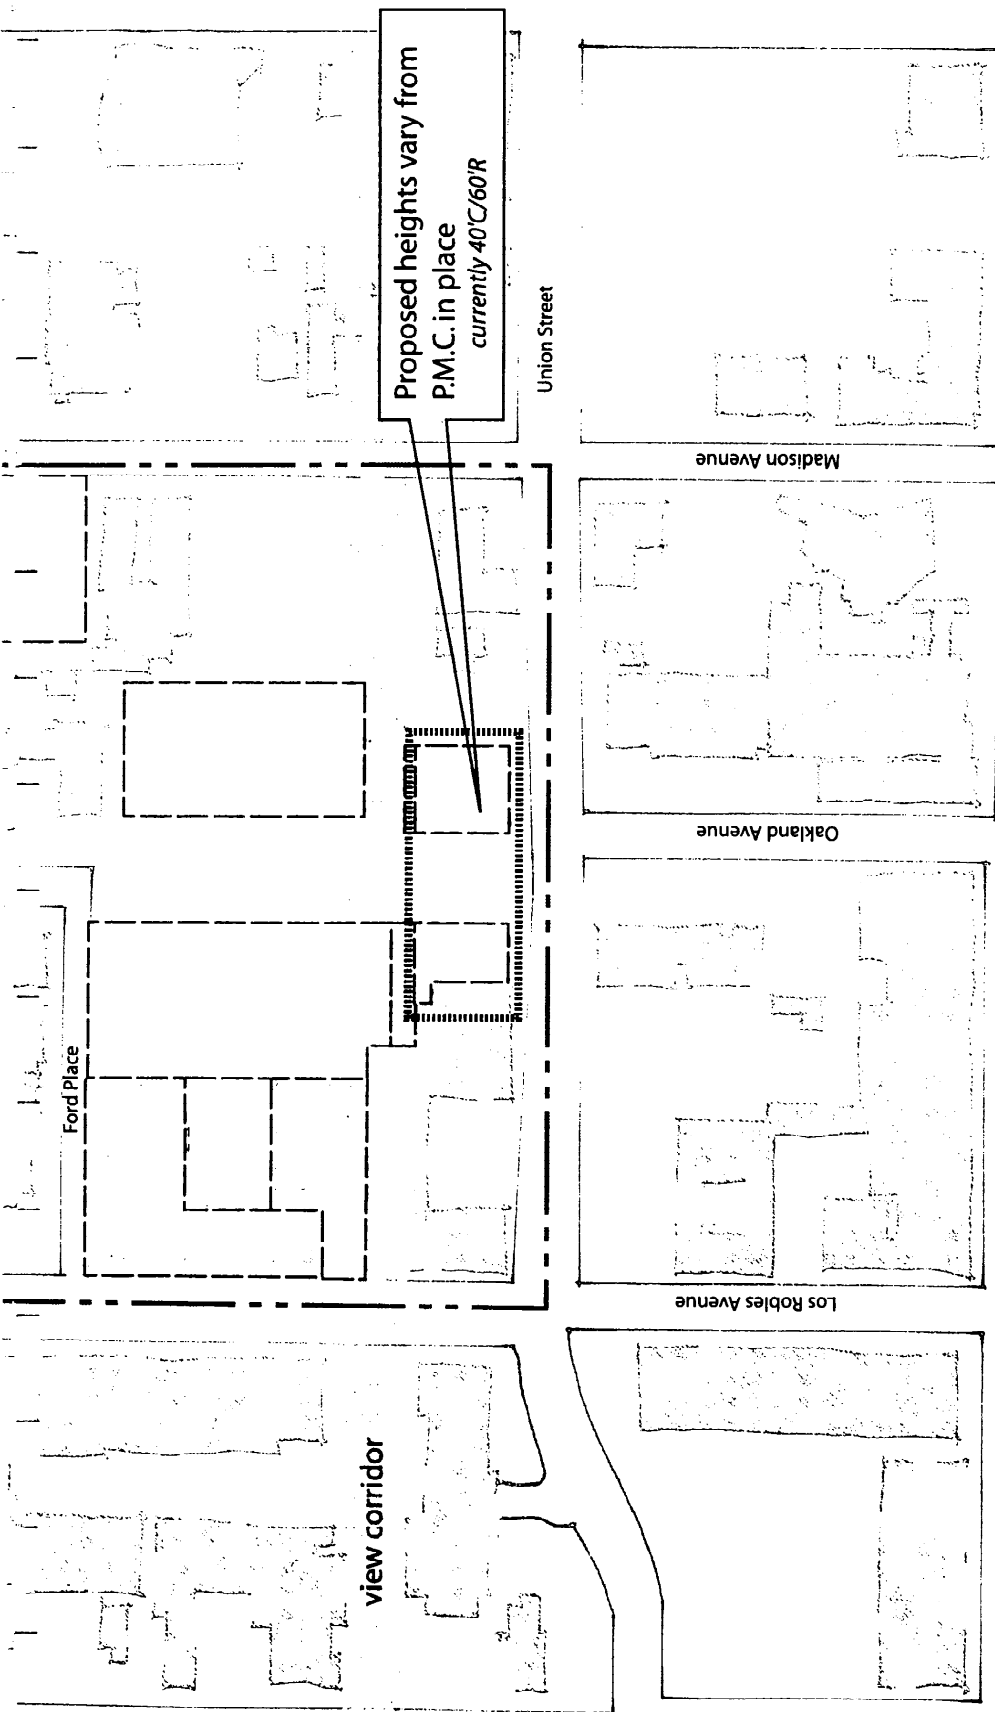 Proposed heights vary from
P.M.C. in place
currently 40'C/60'R
Union Street
Madison Avenue
Oakland Avenue
Ford Place
Los Robles Avenue
view corridor